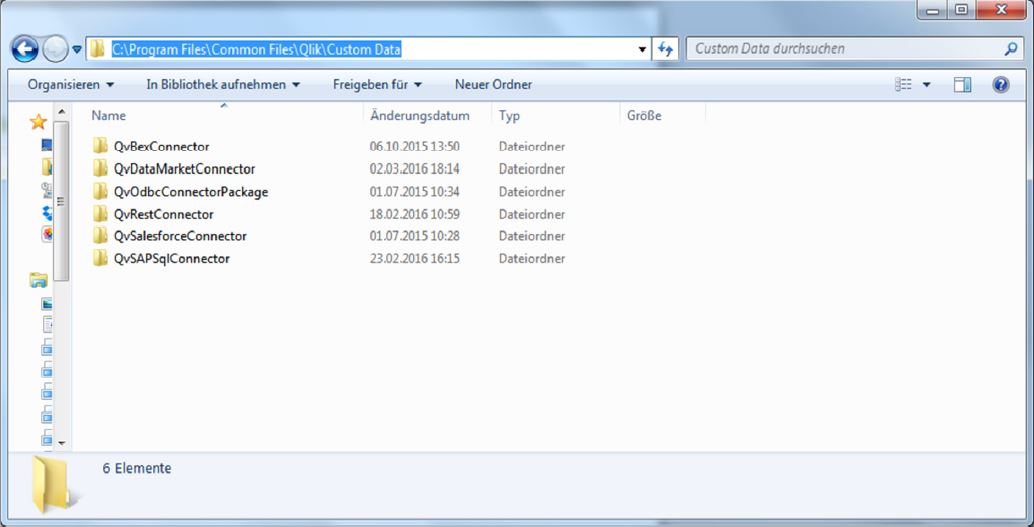 C:\Program Files\Common Files\Qlik\Custom Data
Custom Data durchsuchen
Organisieren In Bibliothek aufnehmen Freigeben für Neuer Ordner
Name Änderungsdatum Typ Größe
QvBexConnector 06.10.2015 13:50 Dateiordner
QvDataMarketConnector 02.03.2016 18:14 Dateiordner
QvOdbcConnectorPackage 01.07.2015 10:34 Dateiordner
QvRestConnector 18.02.2016 10:59 Dateiordner
QvSalesforceConnector 01.07.2015 10:28 Dateiordner
QvSAPSqlConnector 23.02.2016 16:15 Dateiordner
6 Elemente